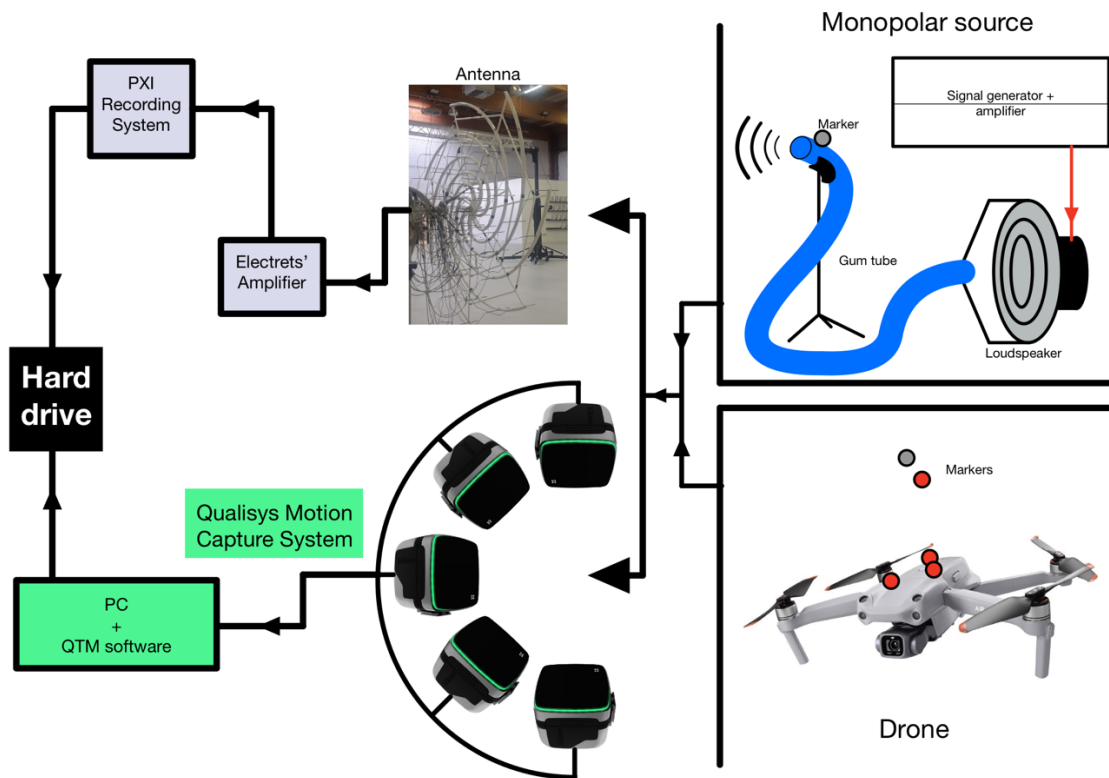 Monopolar source
Signal generator +
amplifier
Marker
Gum tube
Loudspeaker
Antenna
PXI
Recording
System
Electrets'
Amplifier
Hard
drive
Qualisys Motion
Capture System
PC
+
QTM software
Markers
Drone